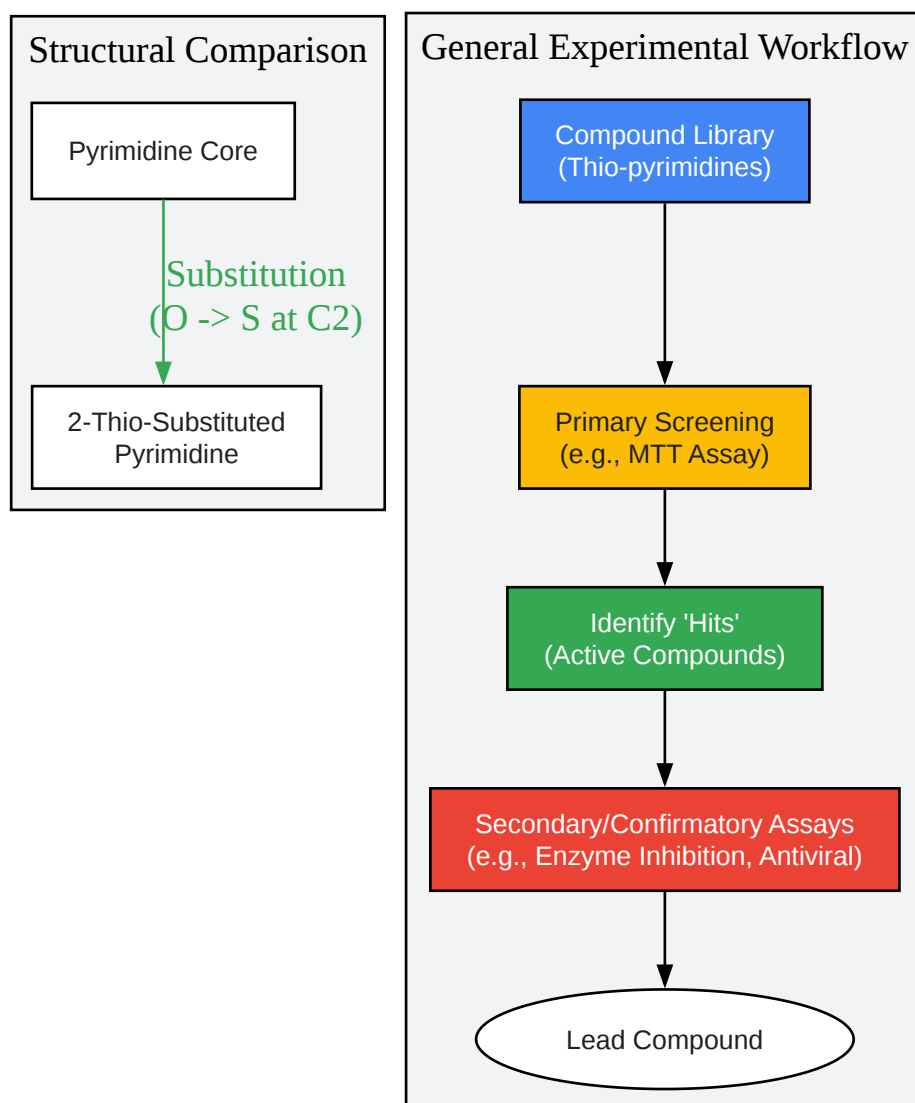 Structural Comparison
Pyrimidine Core
Substitution
(O -> S at C2)
2-Thio-Substituted
Pyrimidine
General Experimental Workflow
Compound Library
(Thio-pyrimidines)
Primary Screening
(e.g., MTT Assay)
Identify 'Hits'
(Active Compounds)
Secondary/Confirmatory Assays
(e.g., Enzyme Inhibition, Antiviral)
Lead Compound